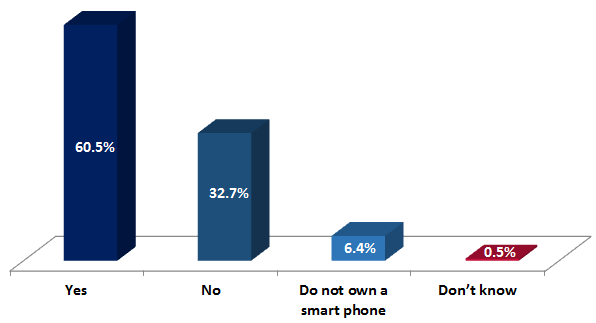 60.5%
32.7%
6.4%
0.5%
Yes
No
Do not own a
smart phone
Don't know